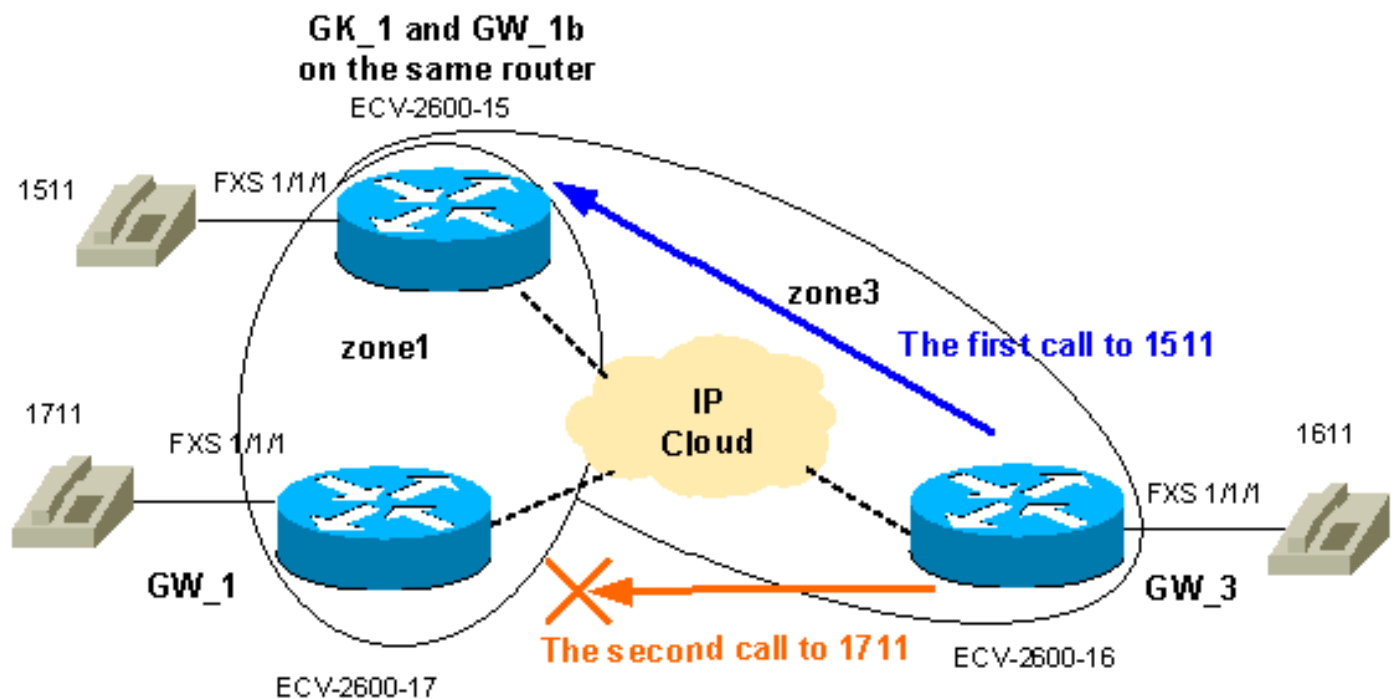 GK_1 and GW_1b
on the same router
ECV-2600-15
1511
FXS 1/1/1
zone3
The first call to 1511
zone1
IP
Cloud
1711
FXS 1/1/1
1611
FXS 1/1/1
GW_1
GW_3
The second call to 1711
ECV-2600-16
ECV-2600-17